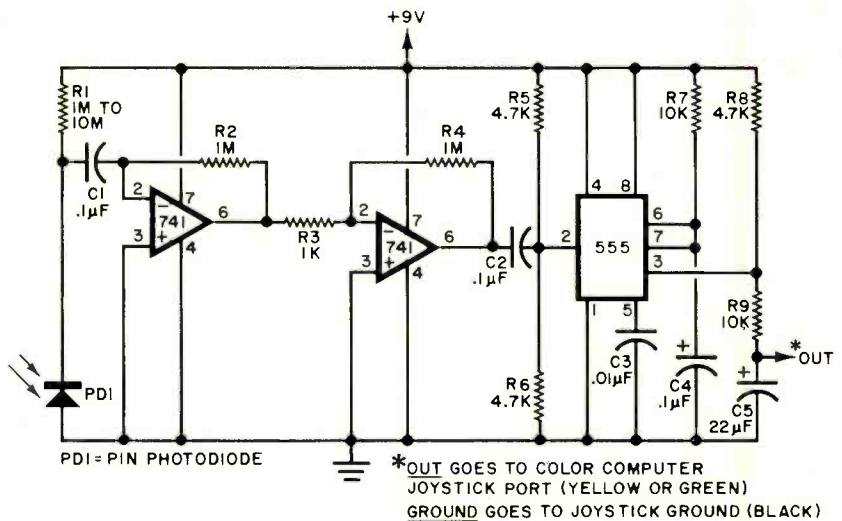 +9V
R1
1M TO
10M
R2
1M
R4
1M
R5
4.7K
R7
10K
R8
4.7K
C1
.1µF
2
7
741
6
3
4
R3
1K
2
7
741
6
3
4
C2
.1µF
2
4
8
555
6
7
3
1
5
R9
10K
*
OUT
C3
.01µF
+
C4
.1µF
+
C5
22µF
R6
4.7K
PD1
PD1 = PIN PHOTODIODE
*OUT GOES TO COLOR COMPUTER
JOYSTICK PORT (YELLOW OR GREEN)
GROUND GOES TO JOYSTICK GROUND (BLACK)